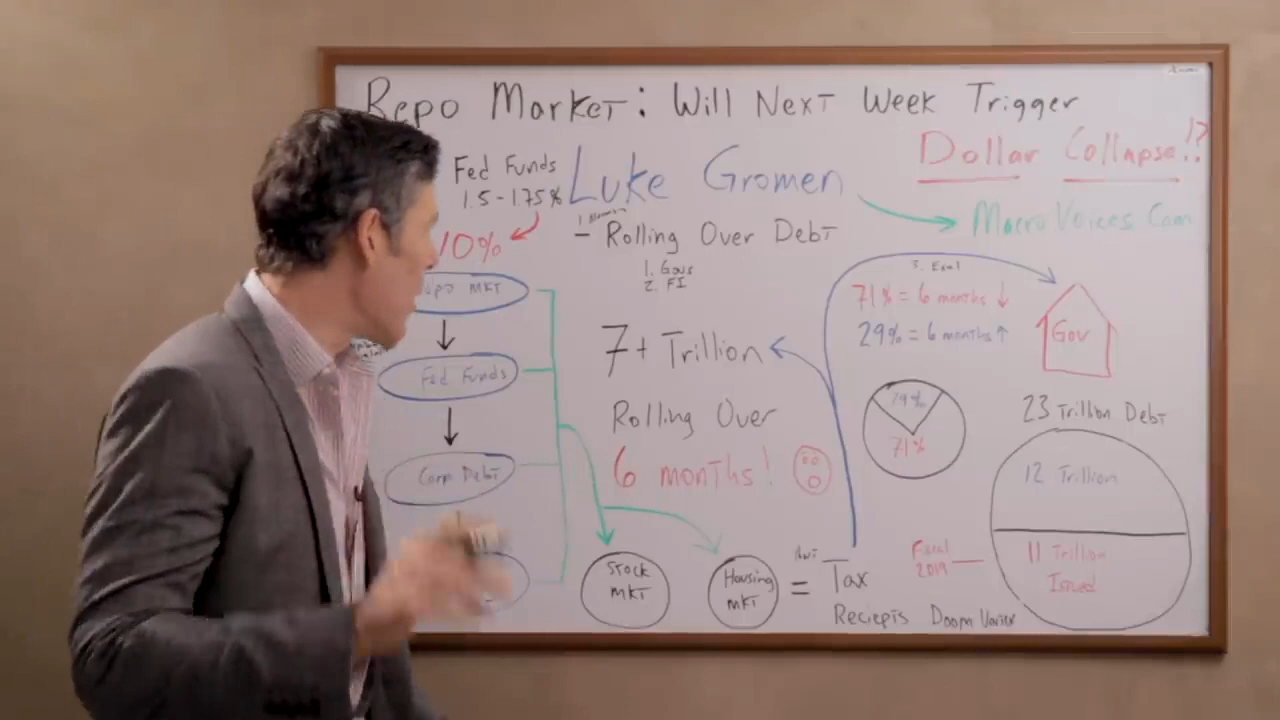 Repo Market: Will Next Week Trigger
Dollar Collapse!?
Fed Funds
1.5-1.75%
10%
Luke Gromen
MacroVoices.Com
- Rolling Over Debt
1. Govs
2. FI
7+ Trillion
Rolling Over
6 months!
MKT
Fed Funds
Corp Debt
Stock
MKT
Housing
MKT
=
Tax
Reciepts
71% = 6 months ↓
29% = 6 months ↑
Gov
29%
71%
23 Trillion Debt
12 Trillion
11 Trillion
Issued
Fiscal
2019